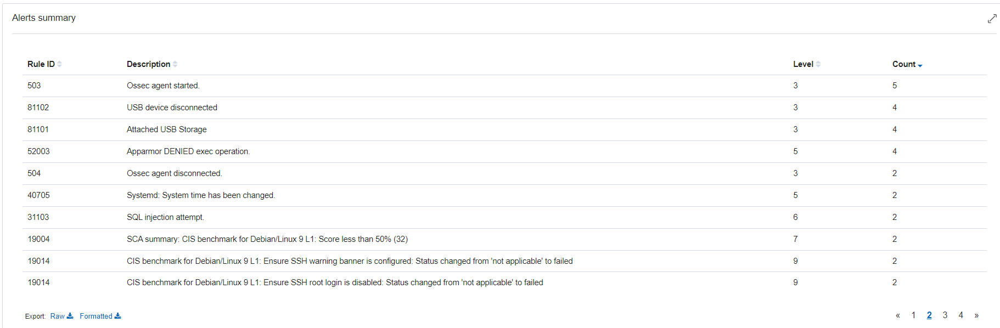 Alerts summary
Rule ID Description Level Count
503 Ossec agent started. 3 5
81102 USB device disconnected 3 4
81101 Attached USB Storage 3 4
52003 Apparmor DENIED exec operation. 5 4
504 Ossec agent disconnected. 3 2
40705 Systemd: System time has been changed. 5 2
31103 SQL injection attempt. 6 2
19004 SCA summary: CIS benchmark for Debian/Linux 9 L1: Score less than 50% (32) 7 2
19014 CIS benchmark for Debian/Linux 9 L1: Ensure SSH warning banner is configured: Status changed from 'not applicable' to failed 9 2
19014 CIS benchmark for Debian/Linux 9 L1: Ensure SSH root login is disabled: Status changed from 'not applicable' to failed 9 2
Export: Raw Formatted « 1 2 3 4 »